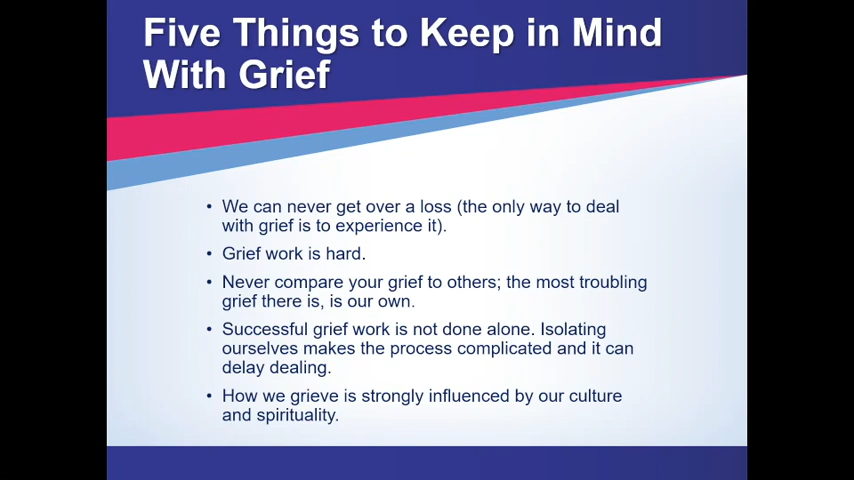 Five Things to Keep in Mind
With Grief
• We can never get over a loss (the only way to deal
with grief is to experience it).
• Grief work is hard.
• Never compare your grief to others; the most troubling
grief there is, is our own.
• Successful grief work is not done alone. Isolating
ourselves makes the process complicated and it can
delay dealing.
• How we grieve is strongly influenced by our culture
and spirituality.